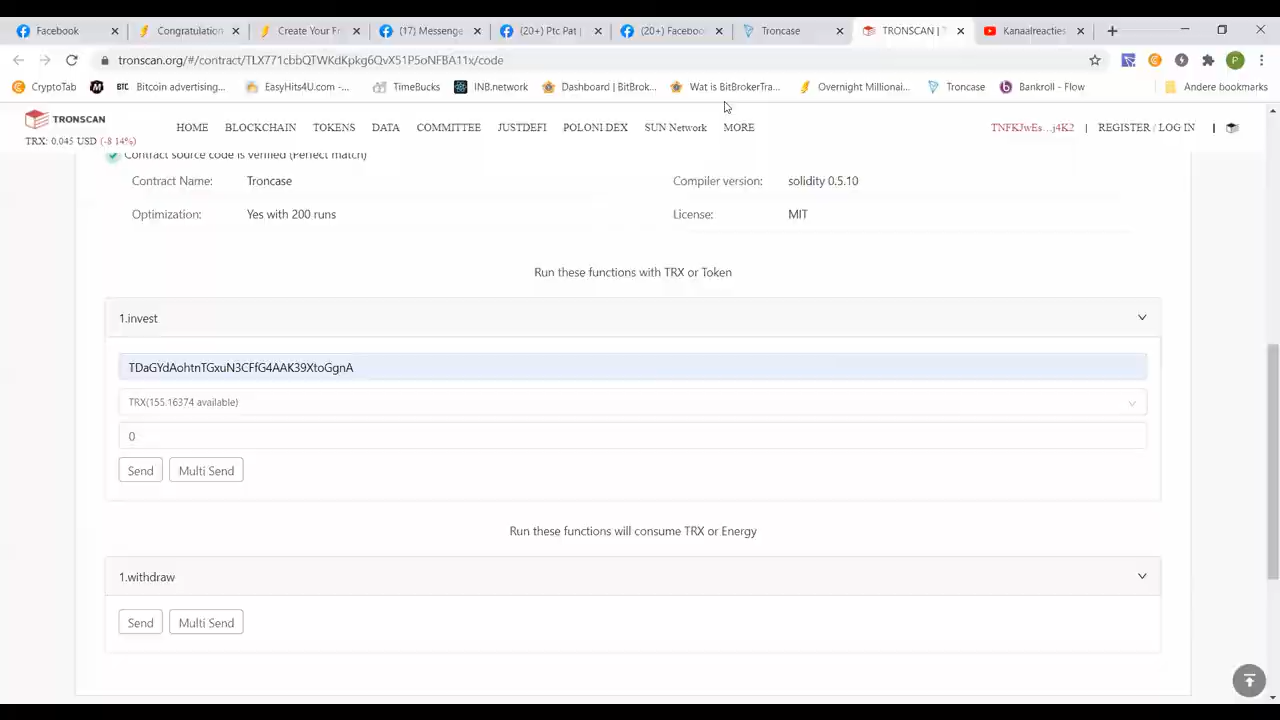 Facebook
Congratulation
Create Your Fr
(17) Messenge
(20+) Ptc Pat |
(20+) Faceboo
Troncase
TRONSCAN | T
Kanaalreacties
tronscan.org/#/contract/TLX771cbbQTWKdKpkg6QvX51P5BNFBA11x/code
CryptoTab
BTC Bitcoin advertising...
EasyHits4U.com -...
TimeBucks
INB.network
Dashboard | BitBrok...
Wat is BitBrokerTra...
Overnight Millionai...
Troncase
Bankroll - Flow
Andere bookmarks
TRONSCAN
TRX: 0.045 USD (-8 14%)
HOME
BLOCKCHAIN
TOKENS
DATA
COMMITTEE
JUSTDEFI
POLONI DEX
SUN Network
MORE
TNFKJwEs...j4K2 | REGISTER / LOG IN |
Contract source code is verified (Perfect match)
Contract Name: Troncase
Compiler version: solidity 0.5.10
Optimization: Yes with 200 runs
License: MIT
Run these functions with TRX or Token
1.invest
TDaGYdAohtnTGxuN3CFfG4AAK39XtoGgnA
TRX(155.16374 available)
0
Send
Multi Send
Run these functions will consume TRX or Energy
1.withdraw
Send
Multi Send